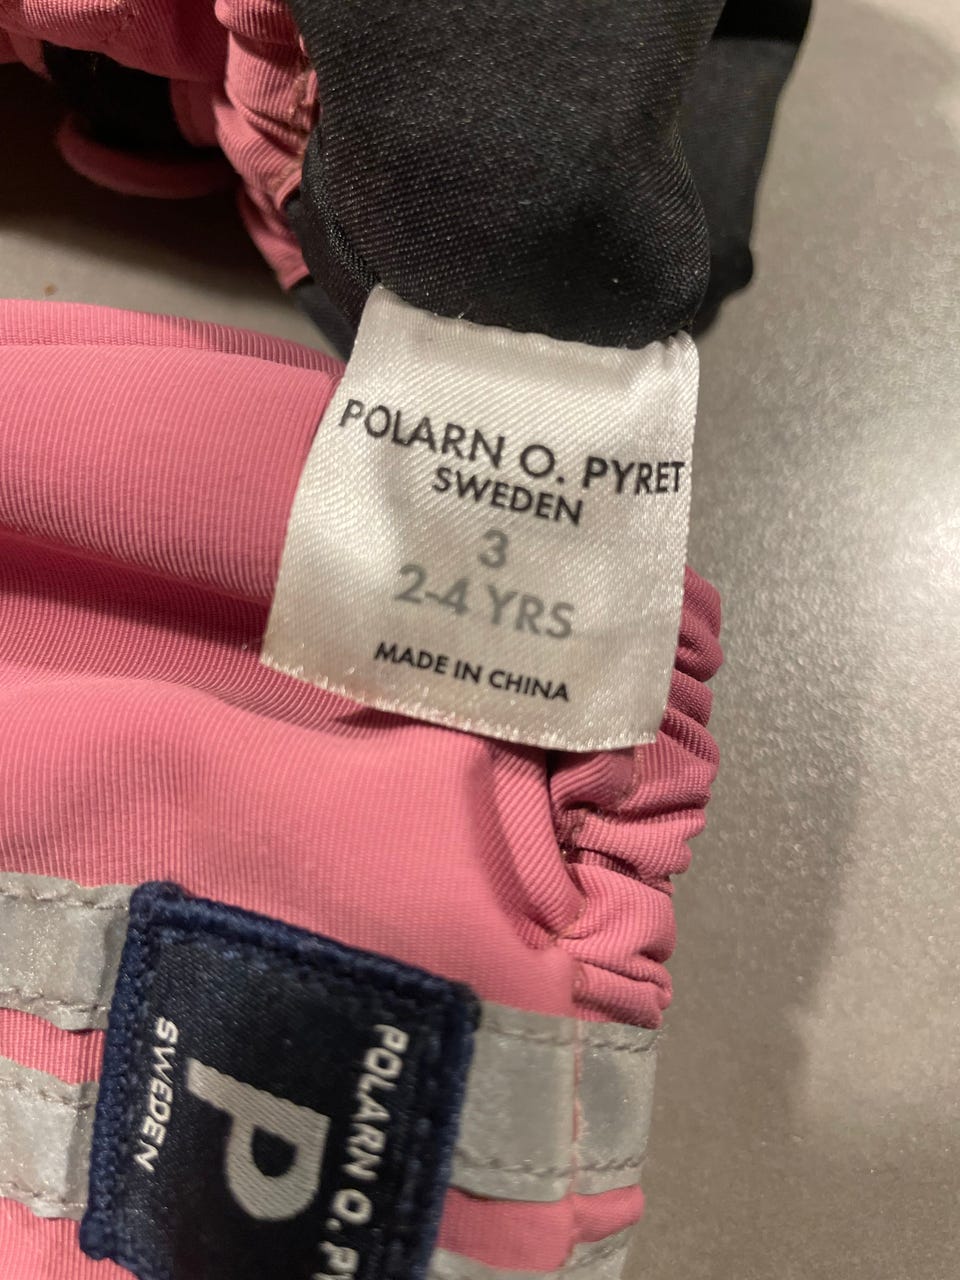 POLARN O. PYRET
SWEDEN
3
2-4 YRS
MADE IN CHINA
POLARN O. PY
P
SWEDEN